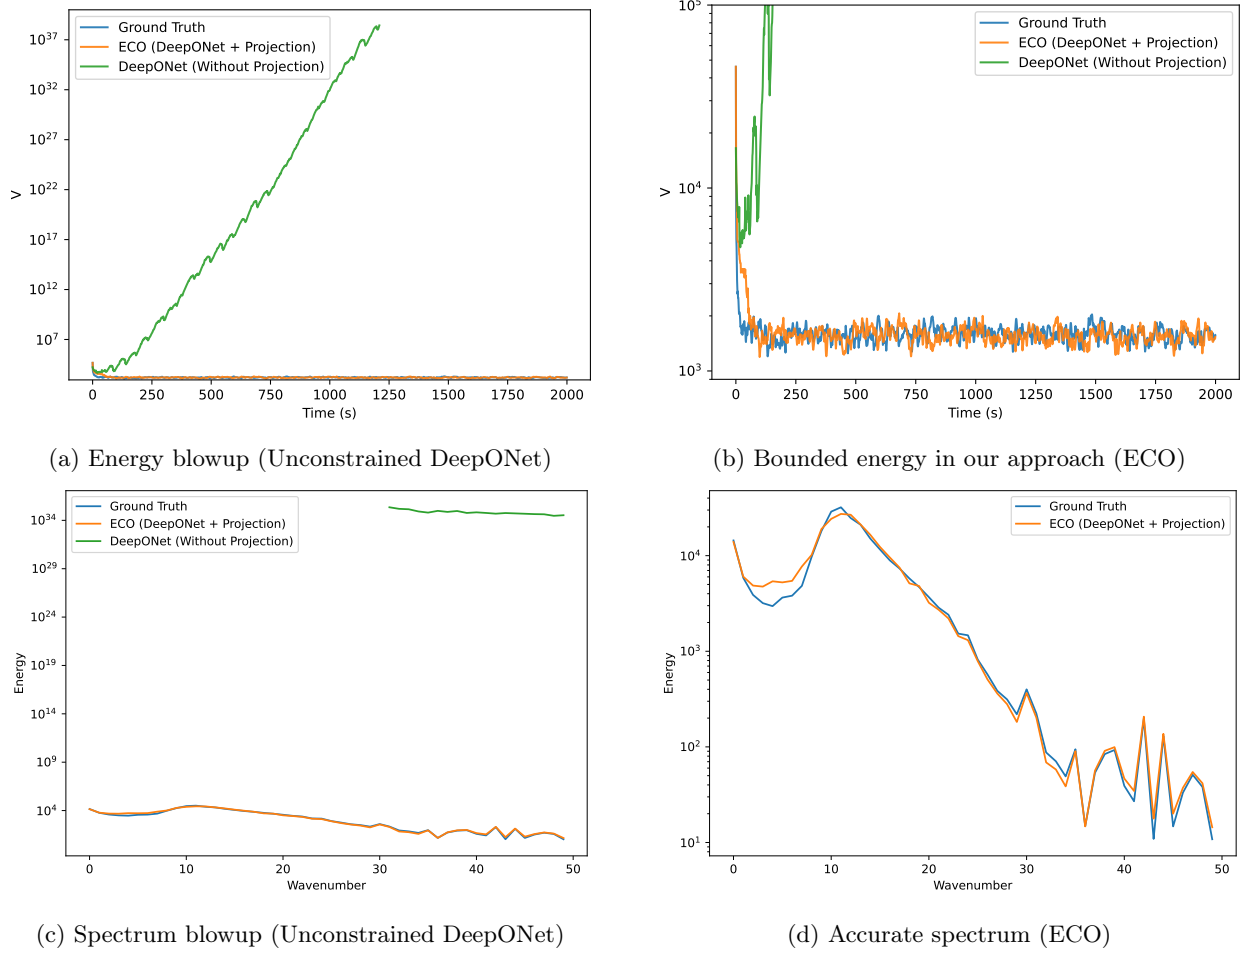 Ground Truth
ECO (DeepONet + Projection)
DeepONet (Without Projection)
V
10^37
10^32
10^27
10^22
10^17
10^12
10^7
0 250 500 750 1000 1250 1500 1750 2000
Time (s)
(a) Energy blowup (Unconstrained DeepONet)
Ground Truth
ECO (DeepONet + Projection)
DeepONet (Without Projection)
V
10^5
10^4
10^3
0 250 500 750 1000 1250 1500 1750 2000
Time (s)
(b) Bounded energy in our approach (ECO)
Ground Truth
ECO (DeepONet + Projection)
DeepONet (Without Projection)
Energy
10^34
10^29
10^24
10^19
10^14
10^9
10^4
0 10 20 30 40 50
Wavenumber
(c) Spectrum blowup (Unconstrained DeepONet)
Ground Truth
ECO (DeepONet + Projection)
Energy
10^4
10^3
10^2
10^1
0 10 20 30 40 50
Wavenumber
(d) Accurate spectrum (ECO)